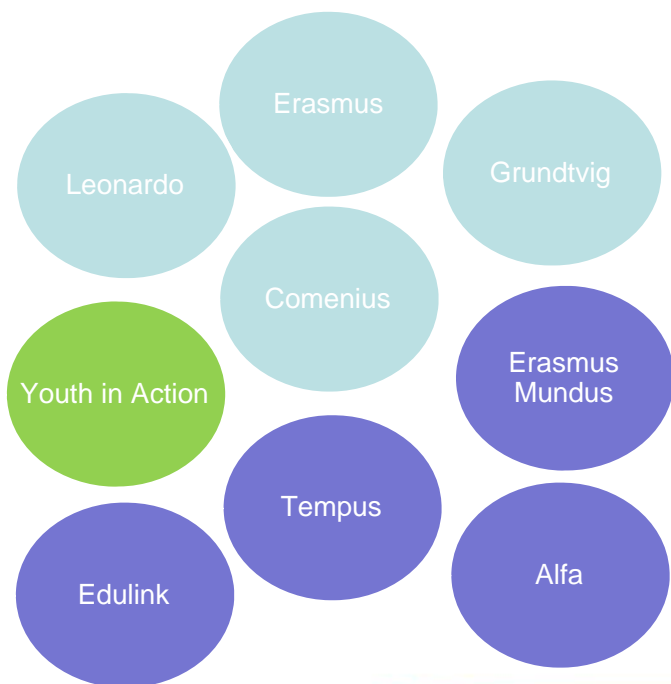 Erasmus
Leonardo
Grundtvig
Comenius
Youth in Action
Erasmus
Mundus
Tempus
Edulink
Alfa